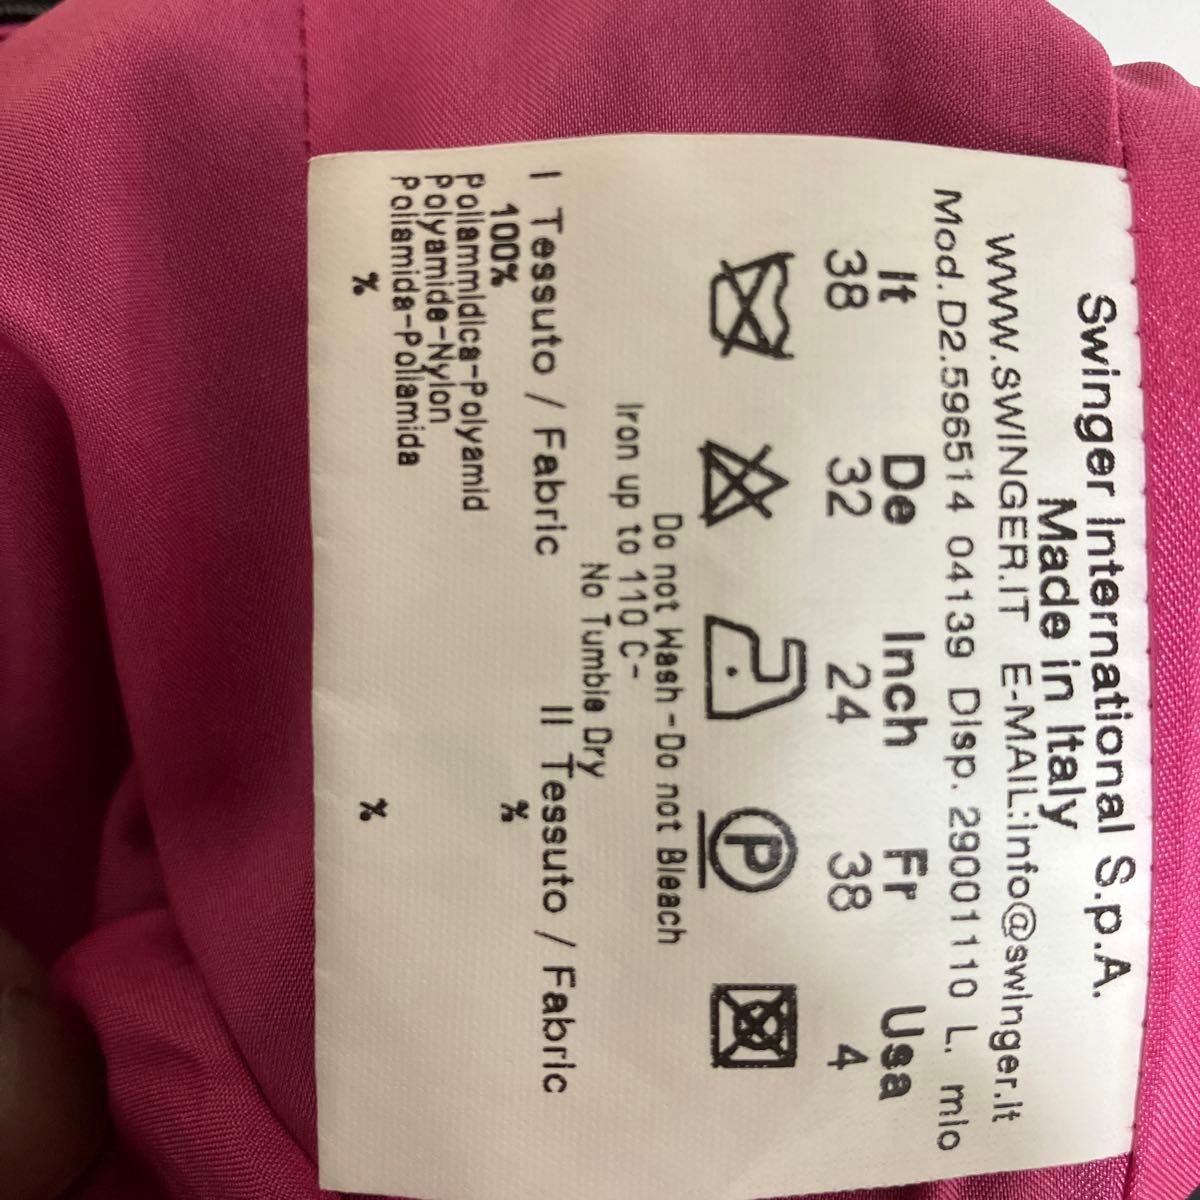 Swinger International S.p.A.
Made in Italy
WWW.SWINGER.IT E-MAIL:info@swinger.it
Mod.D2.596514 04139 Disp. 29001110 L. mio
It De Inch Fr Usa
38 32 24 38 4
P
Do not Wash - Do not Bleach
Iron up to 110 C-
No Tumble Dry
I Tessuto / Fabric II Tessuto / Fabric
100% %
Poliammidica-Polyamid
Polyamide-Nylon
Poliamida-Poliamida
% %